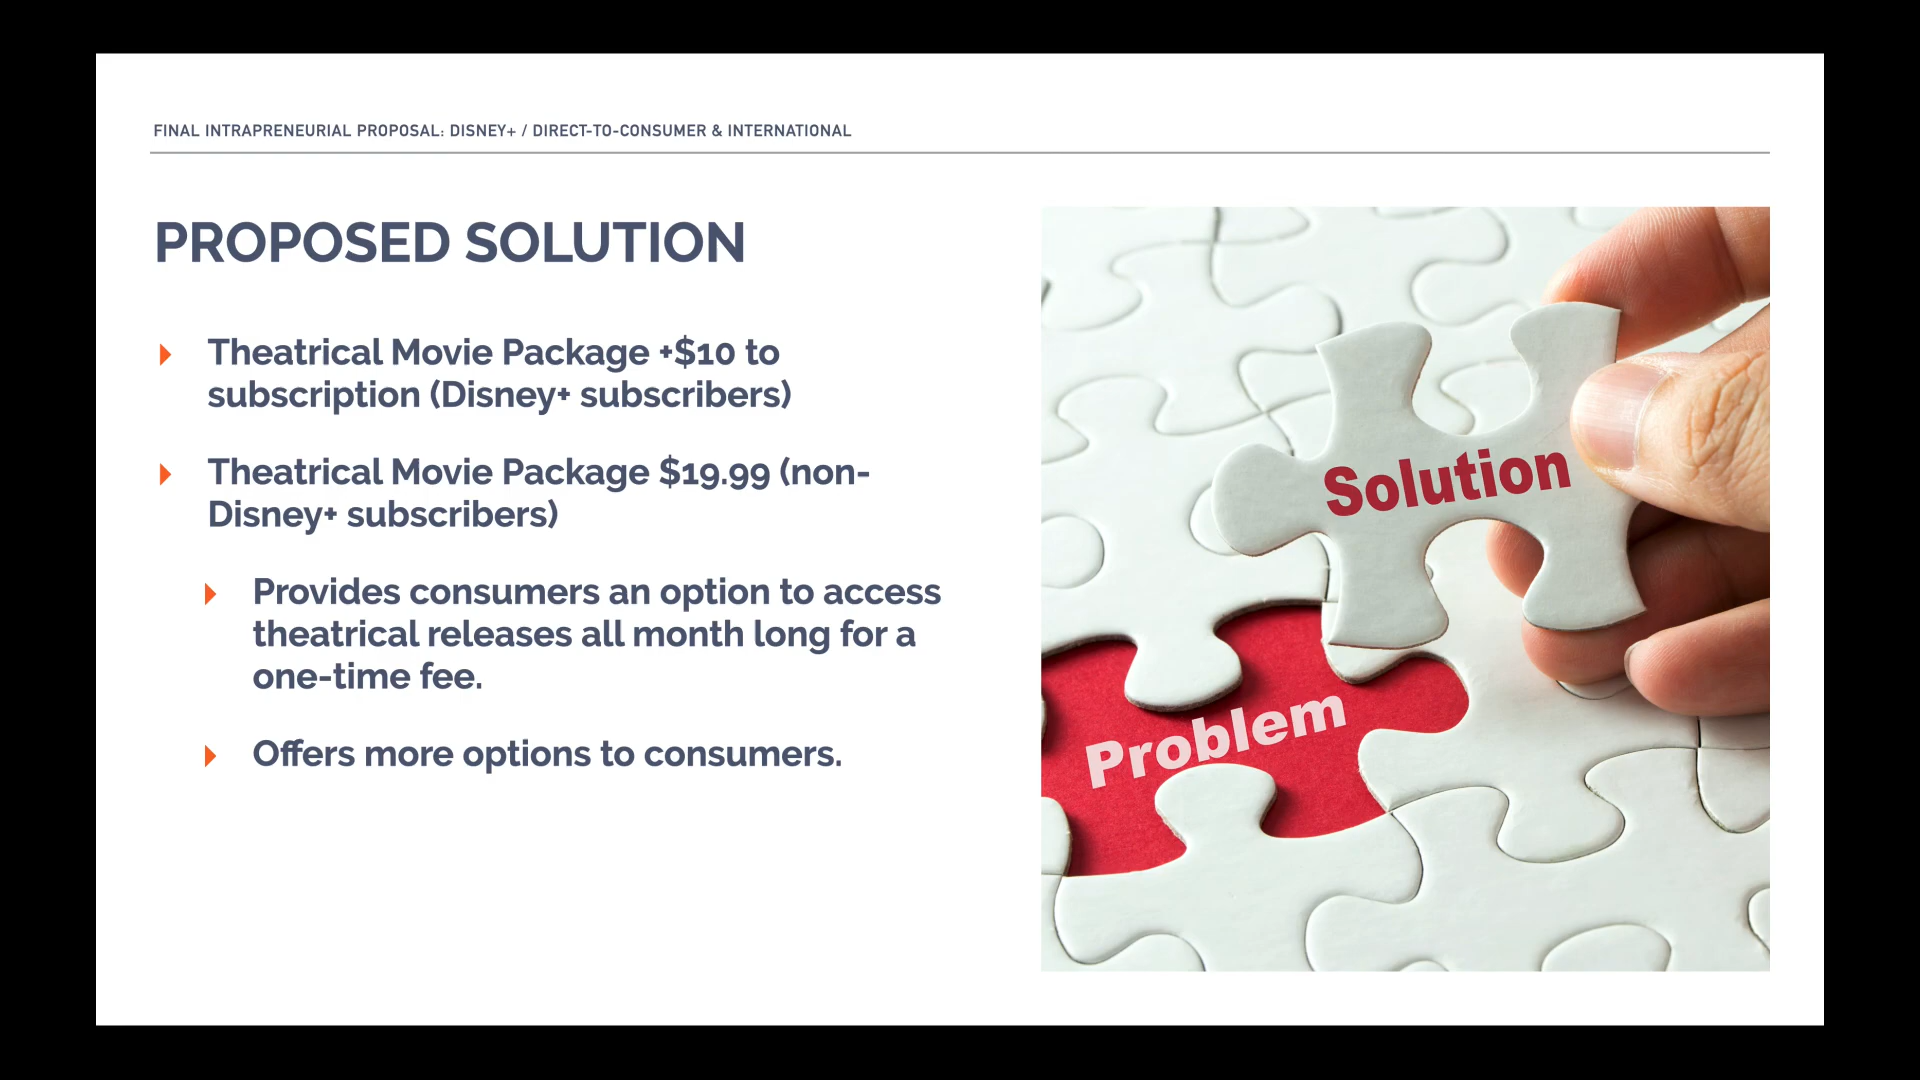 FINAL INTRAPRENEURIAL PROPOSAL: DISNEY+ / DIRECT-TO-CONSUMER & INTERNATIONAL
PROPOSED SOLUTION
Theatrical Movie Package +$10 to
subscription (Disney+ subscribers)
Theatrical Movie Package $19.99 (non-
Disney+ subscribers)
Provides consumers an option to access
theatrical releases all month long for a
one-time fee.
Offers more options to consumers.
Solution
Problem